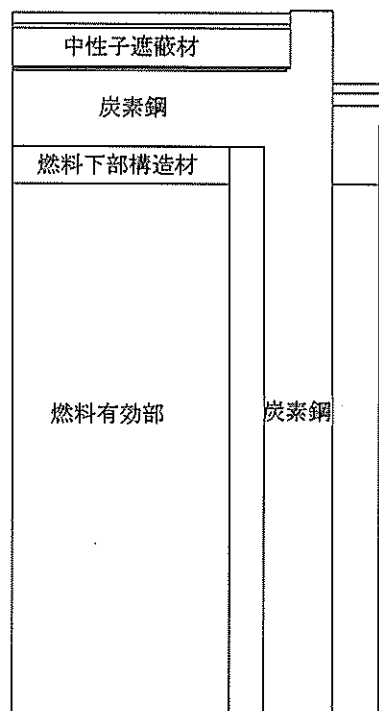 中性子遮蔽材
炭素鋼
燃料下部構造材
燃料有効部
炭素鋼